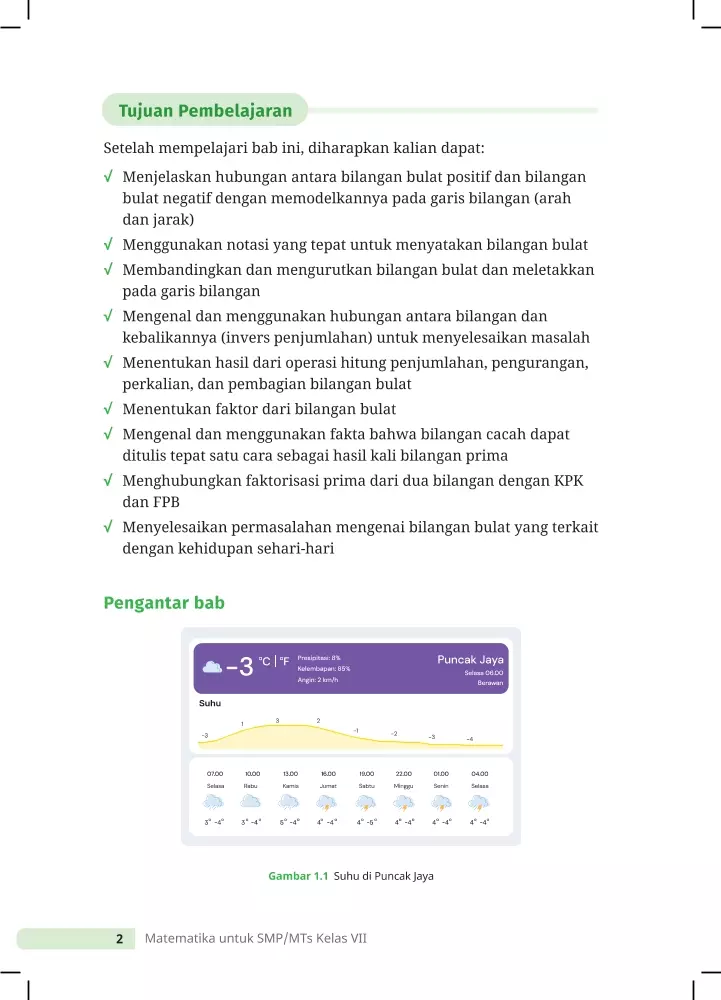 Tujuan Pembelajaran
Setelah mempelajari bab ini, diharapkan kalian dapat:
√ Menjelaskan hubungan antara bilangan bulat positif dan bilangan
bulat negatif dengan memodelkannya pada garis bilangan (arah
dan jarak)
√ Menggunakan notasi yang tepat untuk menyatakan bilangan bulat
√ Membandingkan dan mengurutkan bilangan bulat dan meletakkan
pada garis bilangan
√ Mengenal dan menggunakan hubungan antara bilangan dan
kebalikannya (invers penjumlahan) untuk menyelesaikan masalah
√ Menentukan hasil dari operasi hitung penjumlahan, pengurangan,
perkalian, dan pembagian bilangan bulat
√ Menentukan faktor dari bilangan bulat
√ Mengenal dan menggunakan fakta bahwa bilangan cacah dapat
ditulis tepat satu cara sebagai hasil kali bilangan prima
√ Menghubungkan faktorisasi prima dari dua bilangan dengan KPK
dan FPB
√ Menyelesaikan permasalahan mengenai bilangan bulat yang terkait
dengan kehidupan sehari-hari
Pengantar bab
-3 °C | °F
Presipitasi: 8%
Kelembapan: 85%
Angin: 2 km/h
Puncak Jaya
Selasa 06.00
Berawan
Suhu
-3 1 3 2 -1 -2 -3 -4
07.00 10.00 13.00 16.00 19.00 22.00 01.00 04.00
Selasa Rabu Kamis Jumat Sabtu Minggu Senin Selasa
3° -4° 3° -4° 5° -4° 4° -4° 4° -5° 4° -4° 4° -4° 4° -4°
Gambar 1.1 Suhu di Puncak Jaya
2 Matematika untuk SMP/MTs Kelas VII